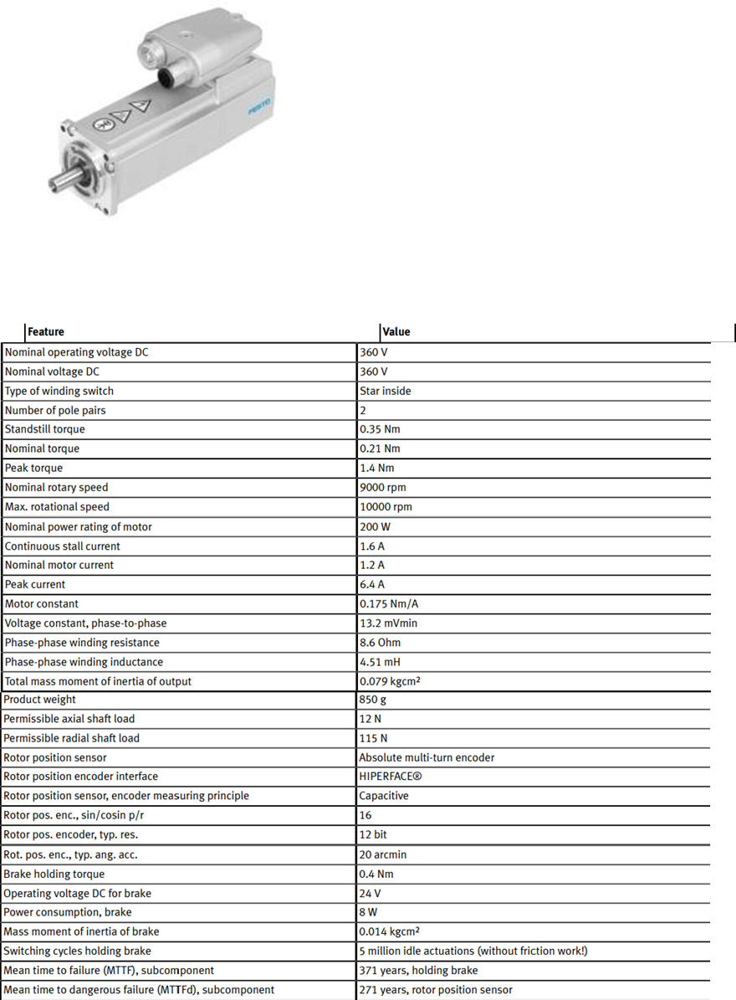 FESTO
Feature Value
Nominal operating voltage DC 360 V
Nominal voltage DC 360 V
Type of winding switch Star inside
Number of pole pairs 2
Standstill torque 0.35 Nm
Nominal torque 0.21 Nm
Peak torque 1.4 Nm
Nominal rotary speed 9000 rpm
Max. rotational speed 10000 rpm
Nominal power rating of motor 200 W
Continuous stall current 1.6 A
Nominal motor current 1.2 A
Peak current 6.4 A
Motor constant 0.175 Nm/A
Voltage constant, phase-to-phase 13.2 mVmin
Phase-phase winding resistance 8.6 Ohm
Phase-phase winding inductance 4.51 mH
Total mass moment of inertia of output 0.079 kgcm²
Product weight 850 g
Permissible axial shaft load 12 N
Permissible radial shaft load 115 N
Rotor position sensor Absolute multi-turn encoder
Rotor position encoder interface HIPERFACE®
Rotor position sensor, encoder measuring principle Capacitive
Rotor pos. enc., sin/cosin p/r 16
Rotor pos. encoder, typ. res. 12 bit
Rot. pos. enc., typ. ang. acc. 20 arcmin
Brake holding torque 0.4 Nm
Operating voltage DC for brake 24 V
Power consumption, brake 8 W
Mass moment of inertia of brake 0.014 kgcm²
Switching cycles holding brake 5 million idle actuations (without friction work!)
Mean time to failure (MTTF), subcomponent 371 years, holding brake
Mean time to dangerous failure (MTTFd), subcomponent 271 years, rotor position sensor